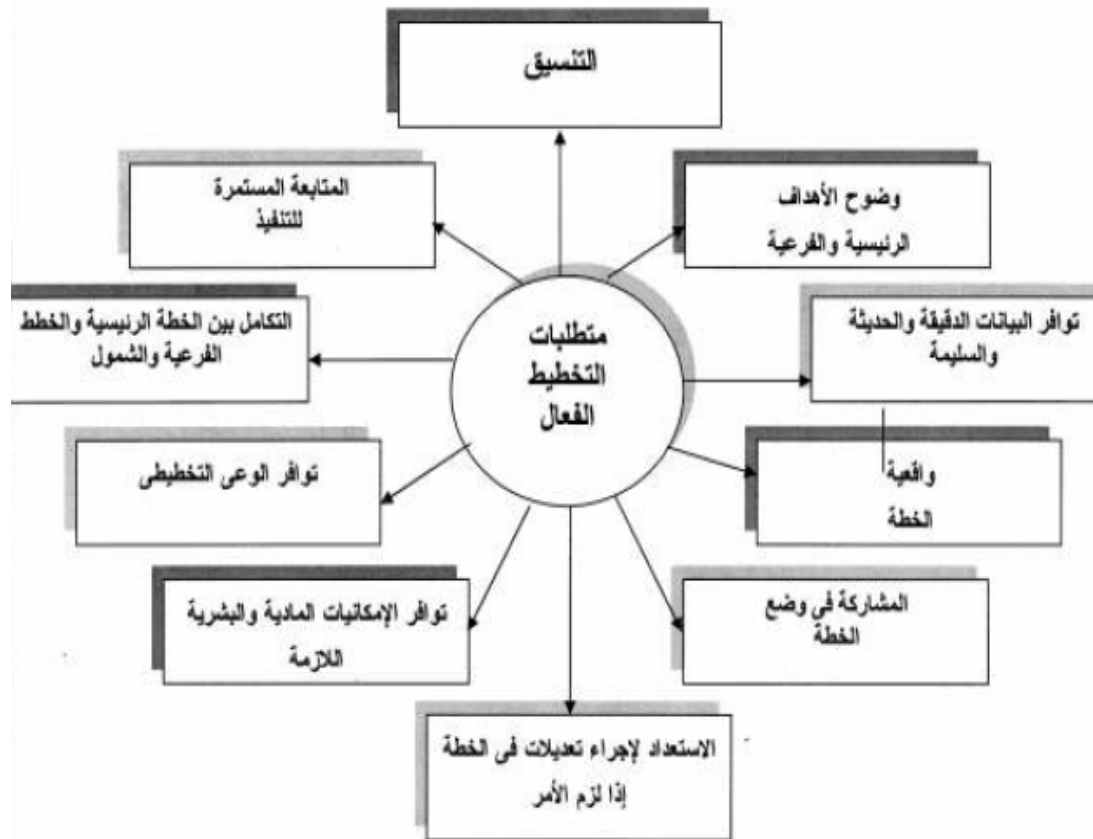 التنسيق
وضوح الأهداف
الرئيسية والفرعية
المتابعة المستمرة
للتنفيذ
توافر البيانات الدقيقة والحديثة
والسليمة
التكامل بين الخطة الرئيسية والخطط
الفرعية والشمول
متطلبات
التخطيط
الفعال
واقعية
الخطة
توافر الوعى التخطيطى
المشاركة فى وضع
الخطة
توافر الإمكانيات المادية والبشرية
اللازمة
الاستعداد لإجراء تعديلات فى الخطة
إذا لزم الأمر